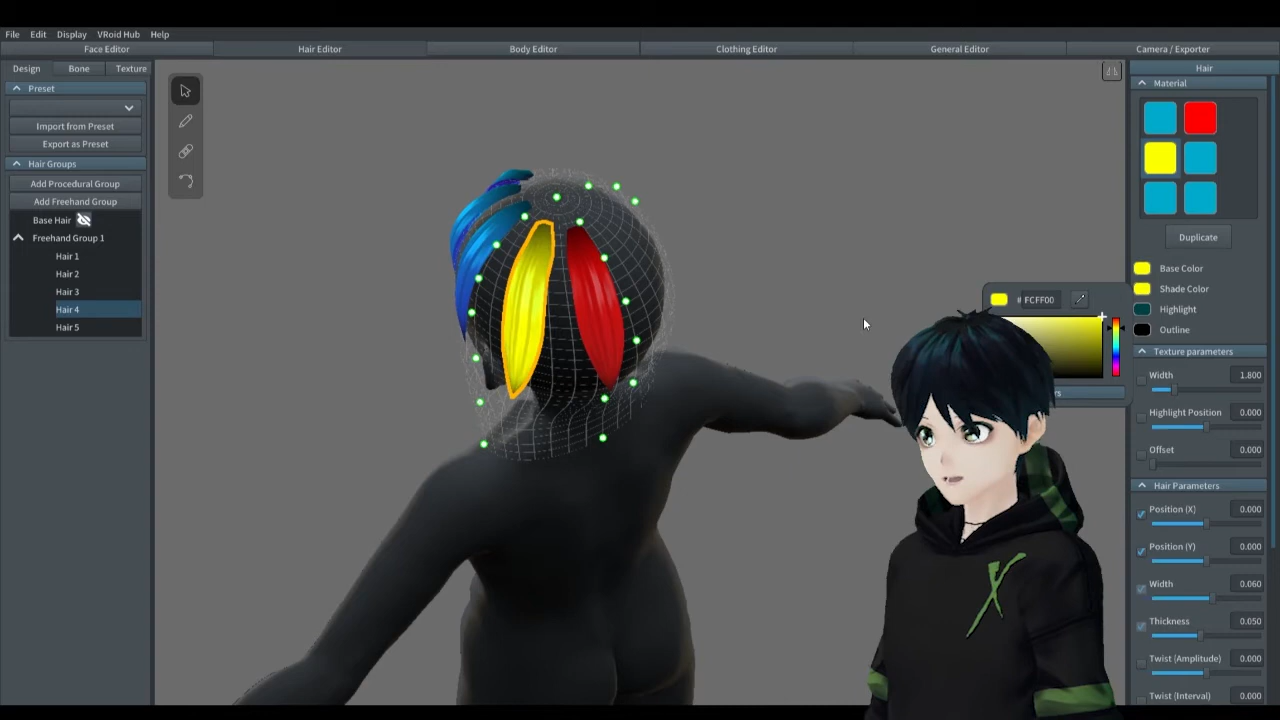 File Edit Display VRoid Hub Help
Face Editor Hair Editor Body Editor Clothing Editor General Editor Camera / Exporter
Design Bone Texture
Preset
Import from Preset
Export as Preset
Hair Groups
Add Procedural Group
Add Freehand Group
Base Hair
Freehand Group 1
Hair 1
Hair 2
Hair 3
Hair 4
Hair 5
# FCFF00
Hair
Material
Duplicate
Base Color
Shade Color
Highlight
Outline
Texture parameters
Width 1.800
Highlight Position 0.000
Offset 0.000
Hair Parameters
Position (X) 0.000
Position (Y) 0.000
Width 0.060
Thickness 0.050
Twist (Amplitude) 0.000
Twist (Interval) 0.000